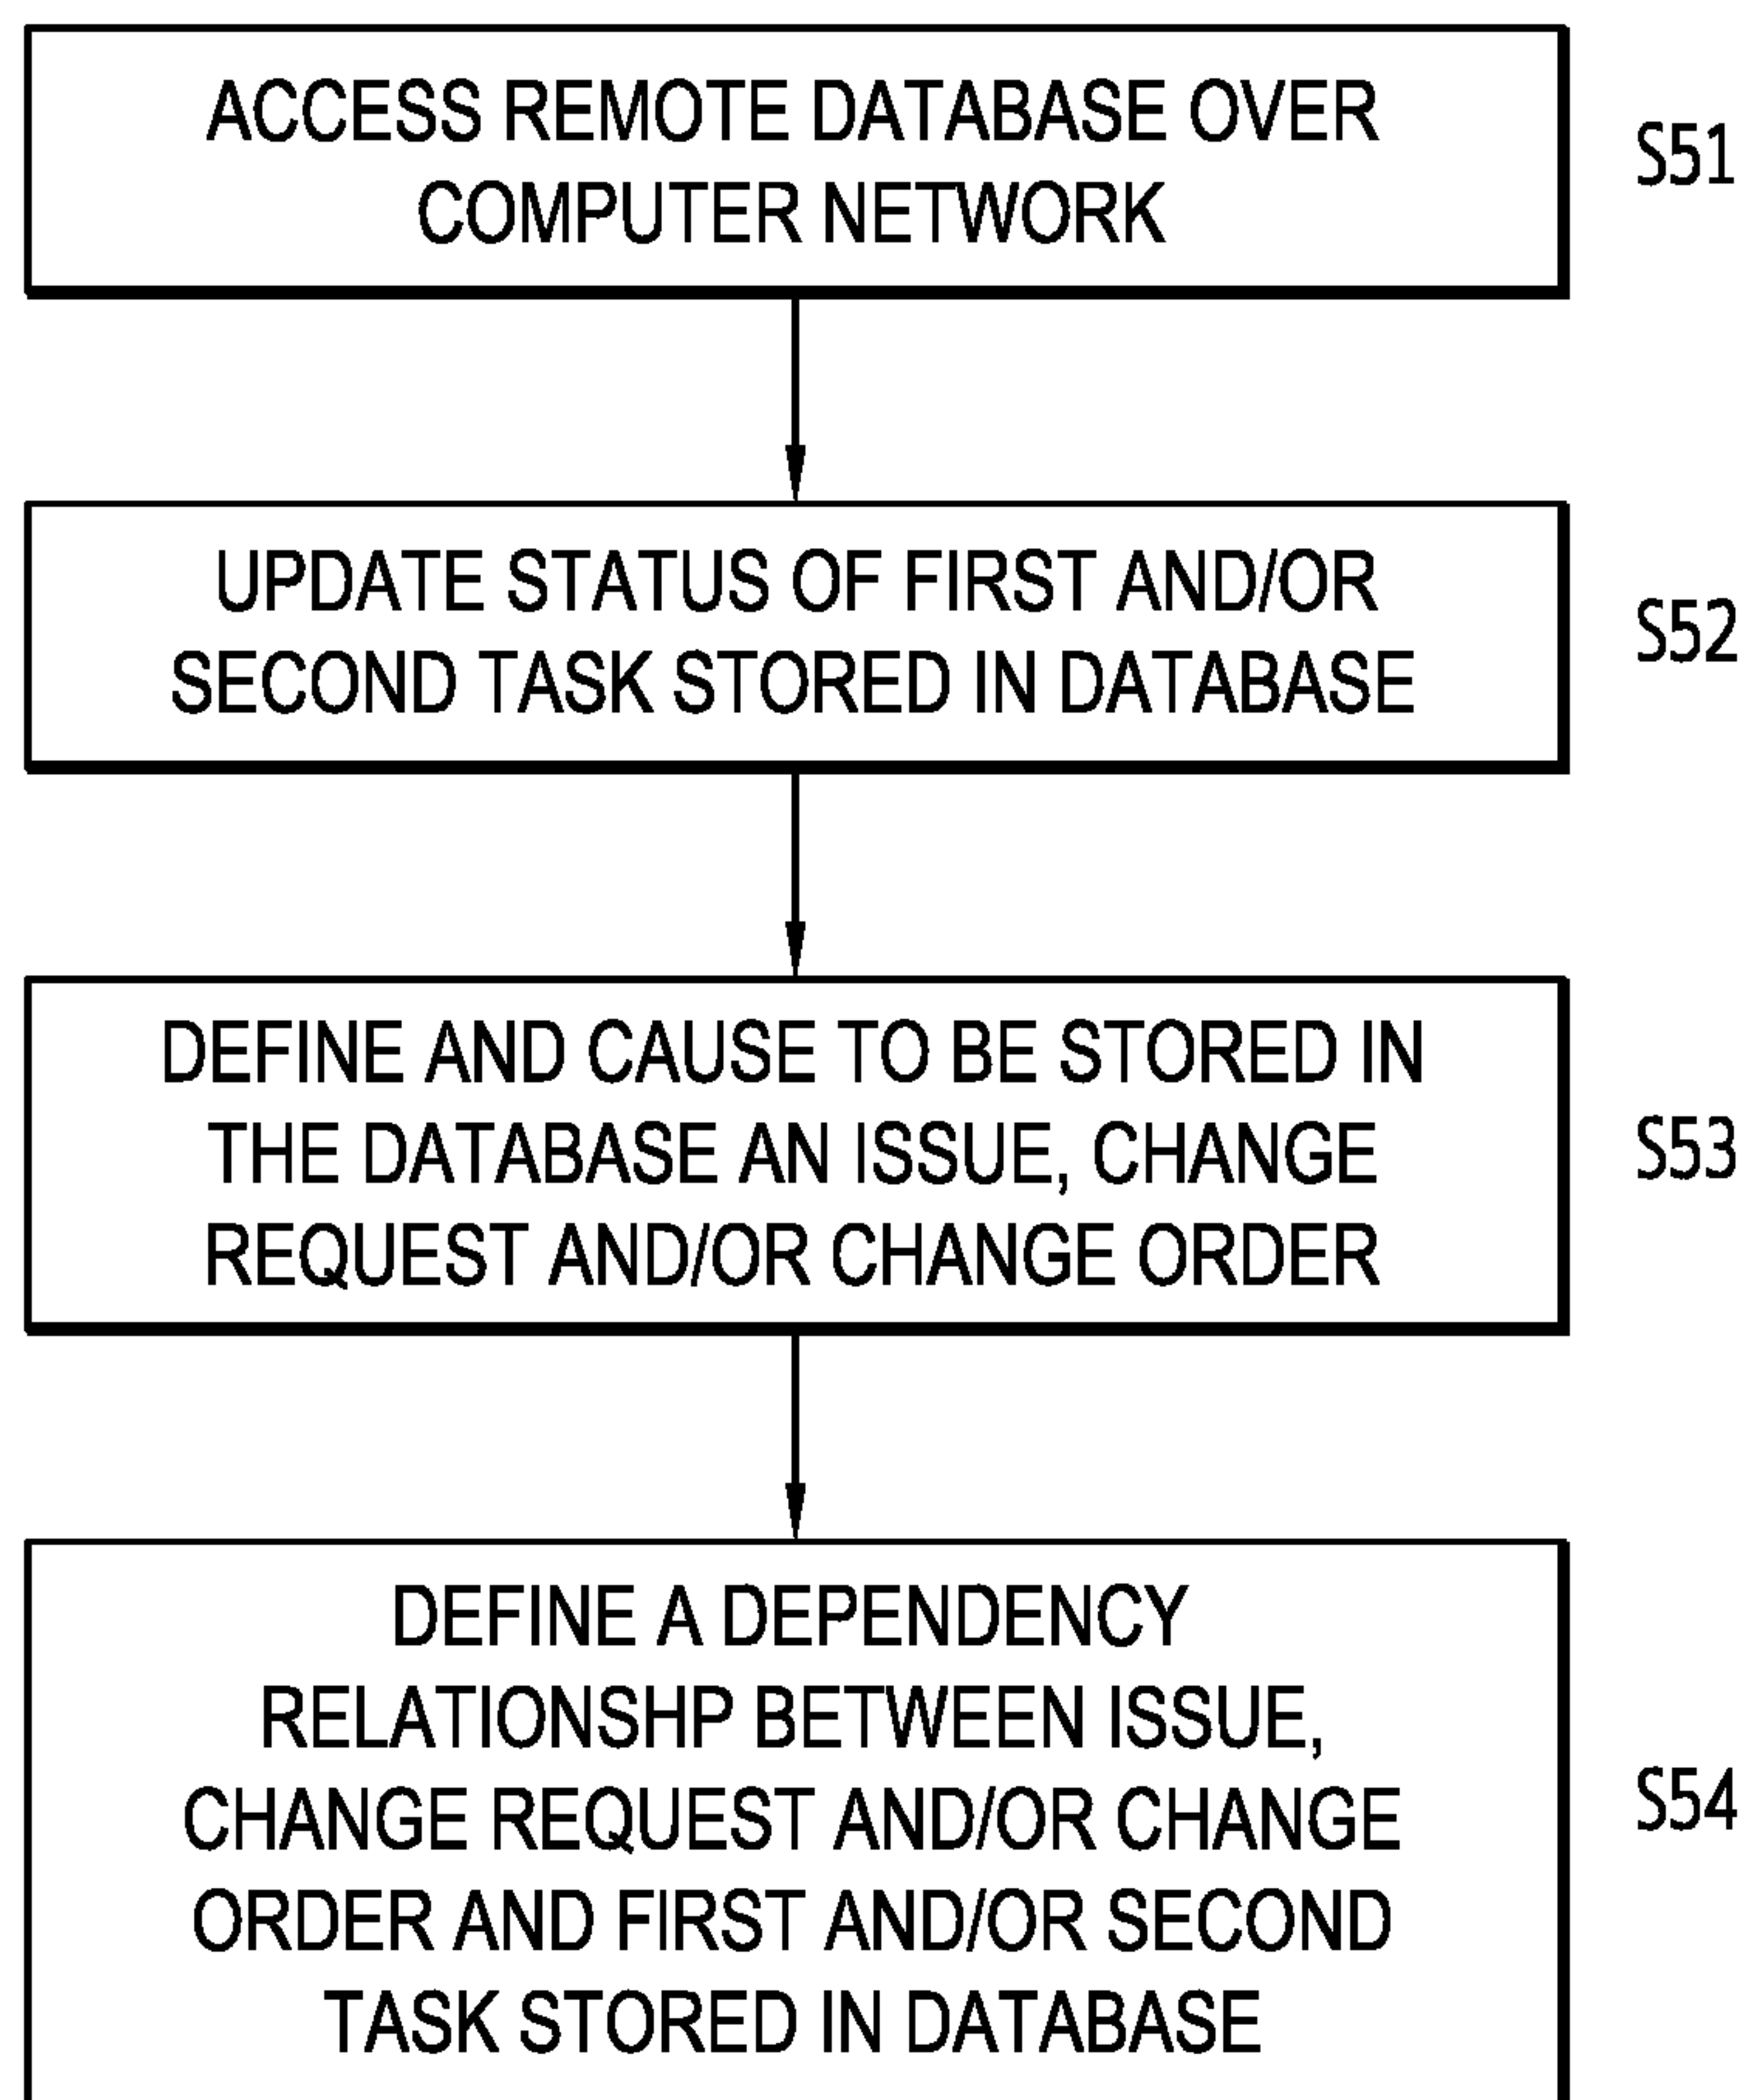 ACCESS REMOTE DATABASE OVER
COMPUTER NETWORK
S51
UPDATE STATUS OF FIRST AND/OR
SECOND TASK STORED IN DATABASE
S52
DEFINE AND CAUSE TO BE STORED IN
THE DATABASE AN ISSUE, CHANGE
REQUEST AND/OR CHANGE ORDER
S53
DEFINE A DEPENDENCY
RELATIONSHP BETWEEN ISSUE,
CHANGE REQUEST AND/OR CHANGE
ORDER AND FIRST AND/OR SECOND
TASK STORED IN DATABASE
S54